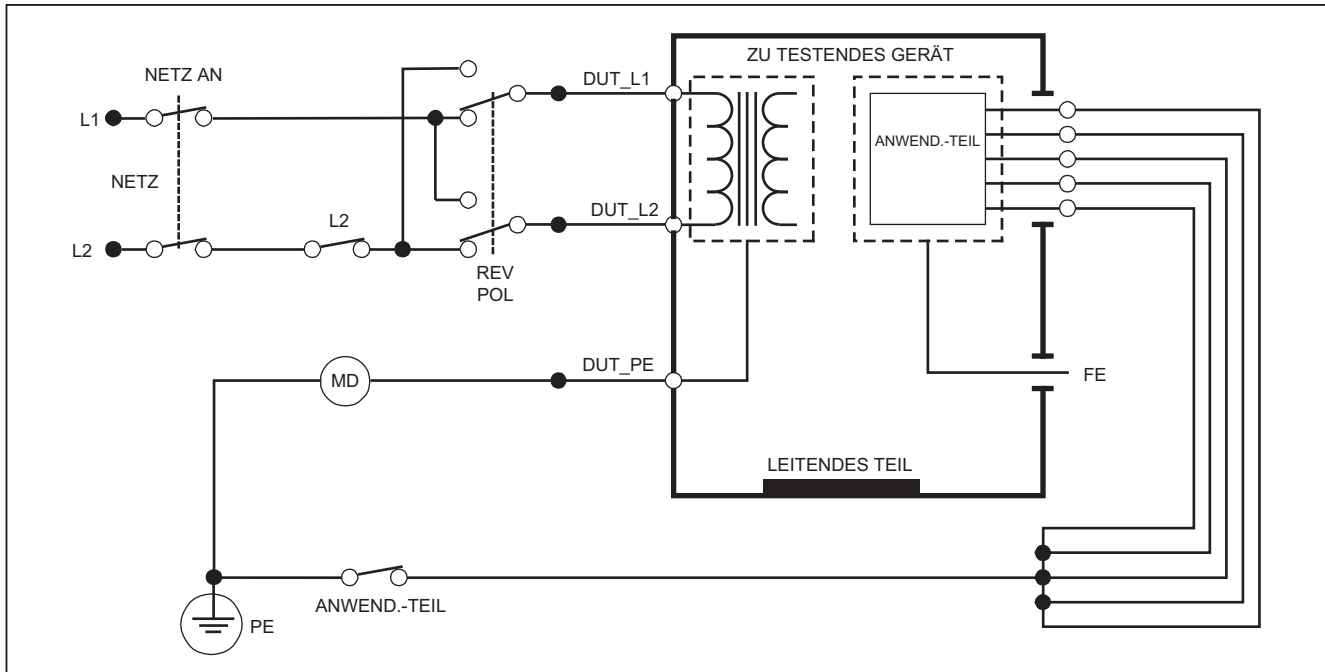 ZU TESTENDES GERÄT
NETZ AN
DUT_L1
L1
ANWEND.-TEIL
NETZ
L2
DUT_L2
L2
REV
POL
DUT_PE
MD
FE
LEITENDES TEIL
ANWEND.-TEIL
PE